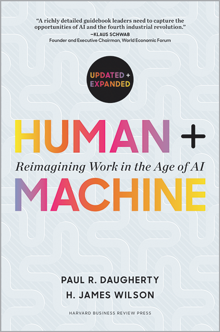 "A richly detailed guidebook leaders need to capture the
opportunities of AI and the fourth industrial revolution."
—KLAUS SCHWAB
Founder and Executive Chairman, World Economic Forum
UPDATED +
EXPANDED
HUMAN +
Reimagining Work in the Age of AI
MACHINE
PAUL R. DAUGHERTY
H. JAMES WILSON
HARVARD BUSINESS REVIEW PRESS